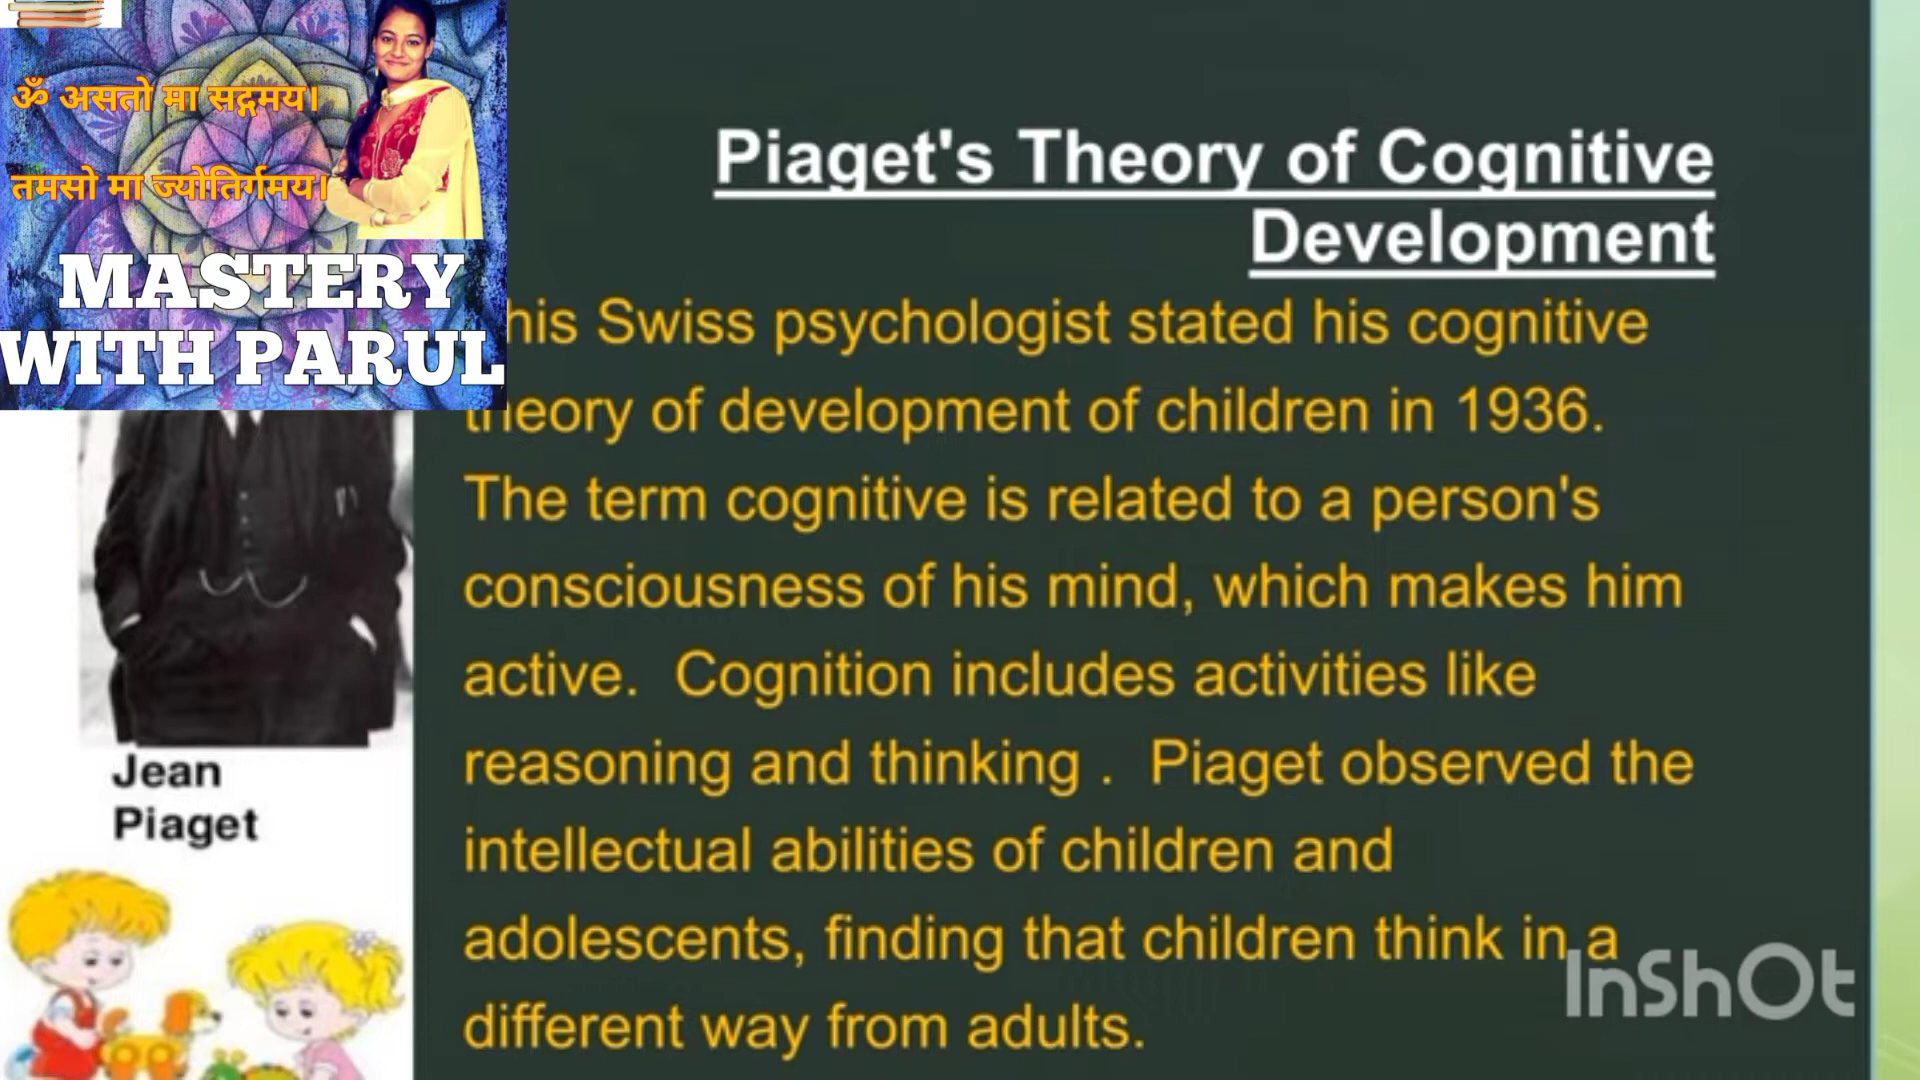 ॐ असतो मा सद्गमय।
तमसो मा ज्योतिर्गमय।
MASTERY
WITH PARUL
Piaget's Theory of Cognitive
Development
his Swiss psychologist stated his cognitive
theory of development of children in 1936.
The term cognitive is related to a person's
consciousness of his mind, which makes him
active. Cognition includes activities like
reasoning and thinking . Piaget observed the
intellectual abilities of children and
adolescents, finding that children think in a
different way from adults.
Jean
Piaget
InShOt